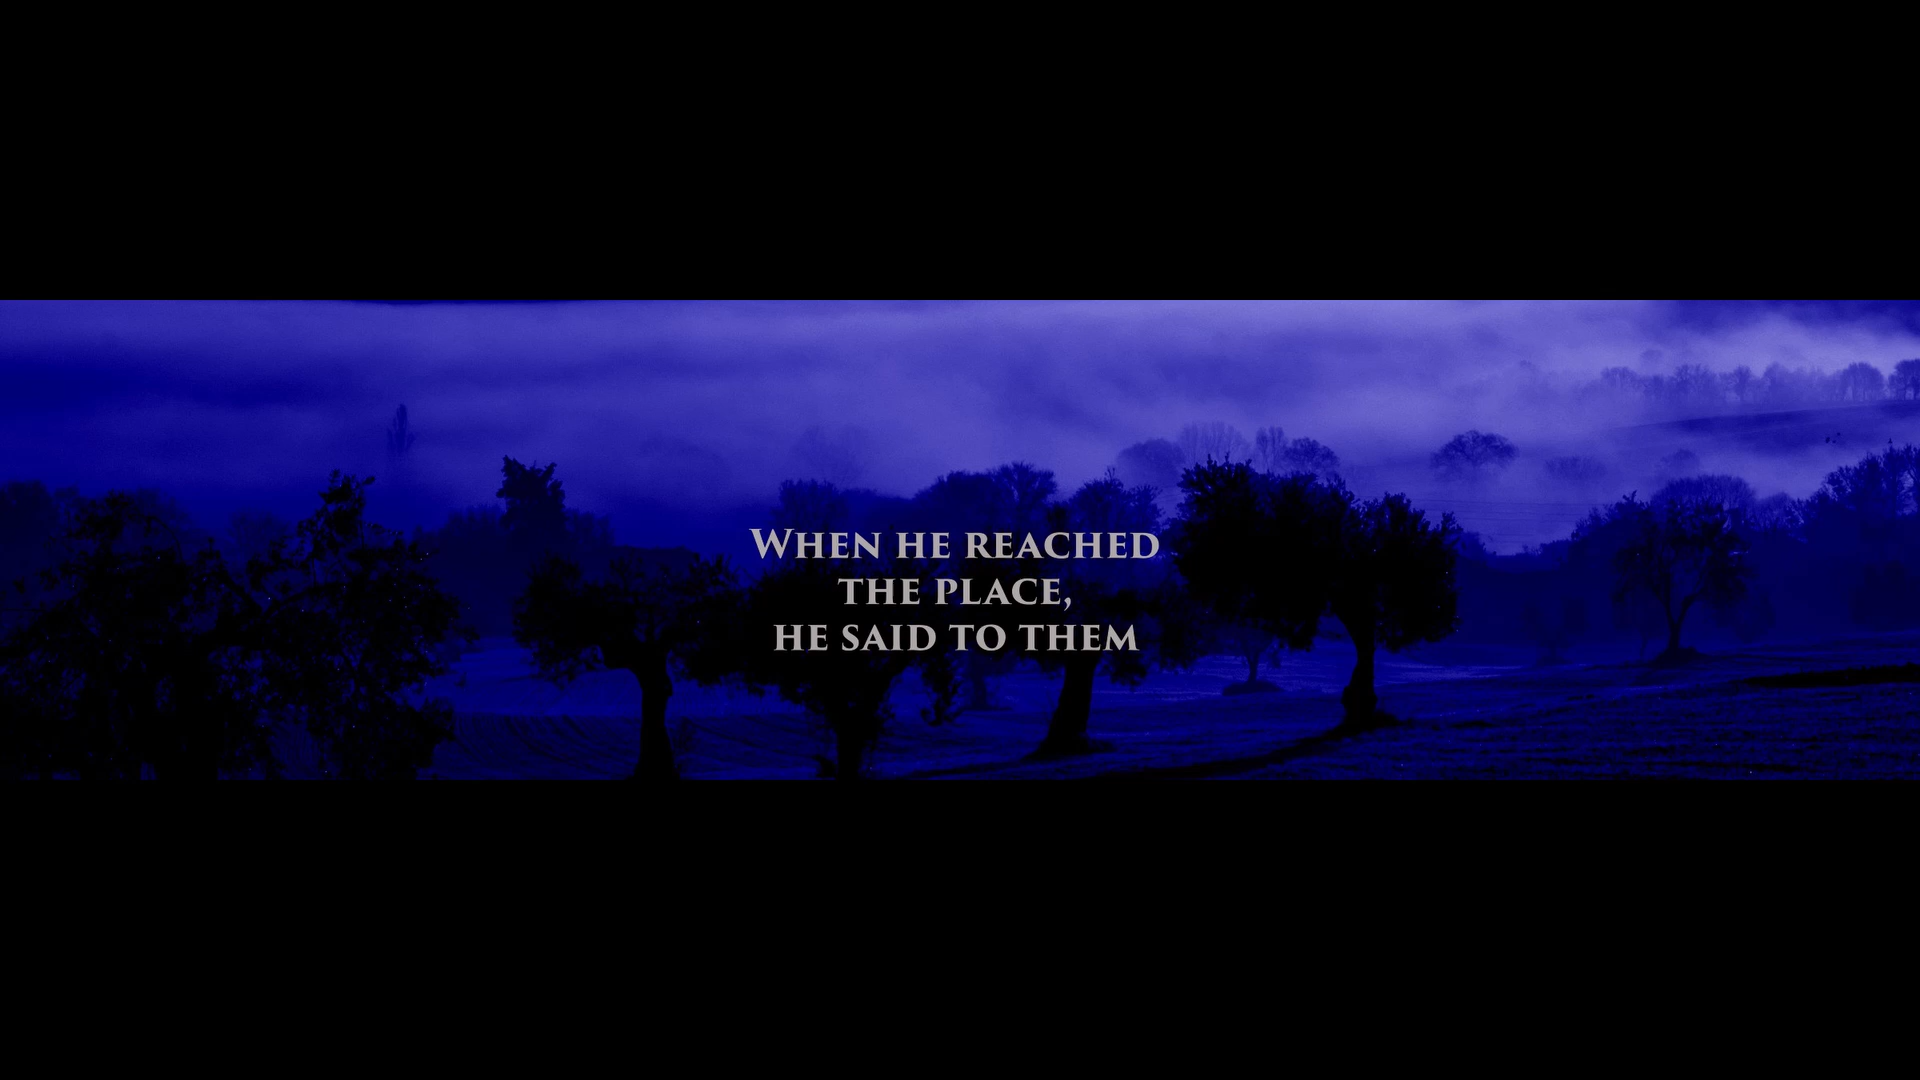 When he reached
the place,
he said to them